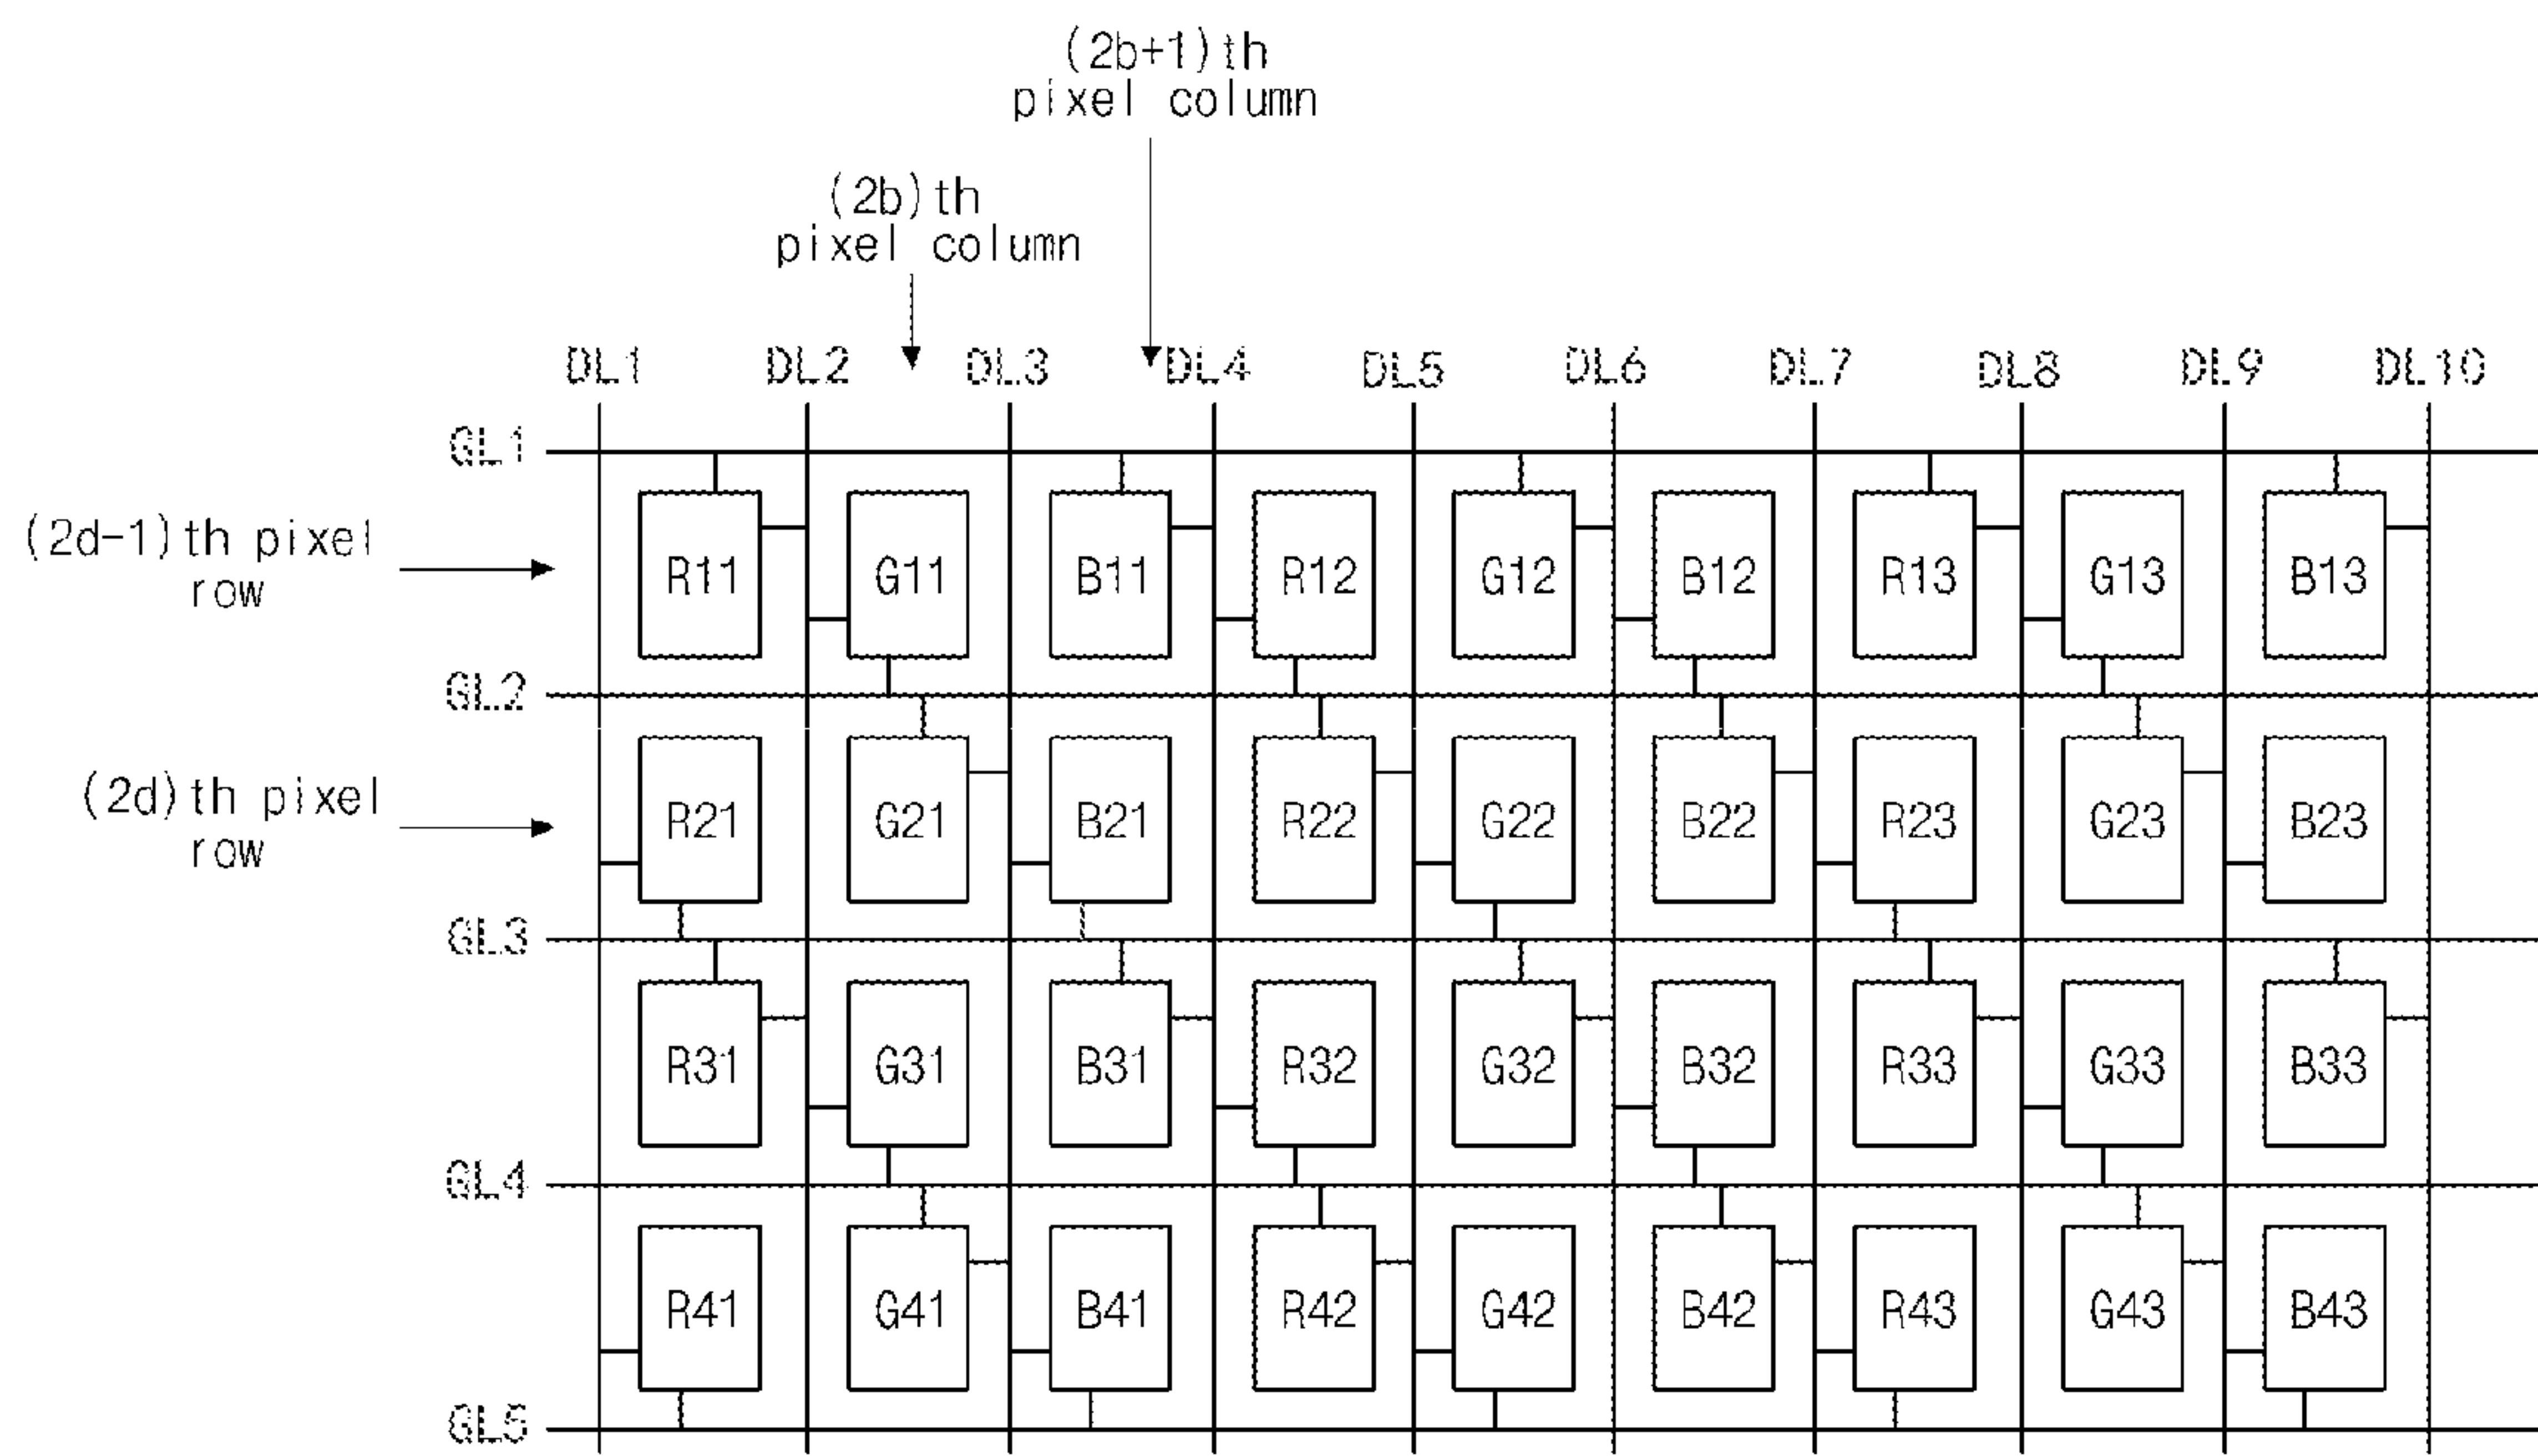 (2b+1)th
pixel column
(2b)th
pixel column
DL1 DL2 DL3 DL4 DL5 DL6 DL7 DL8 DL9 DL10
GL1
(2d-1)th pixel
row
R11 G11 B11 R12 G12 B12 R13 G13 B13
GL2
(2d)th pixel
row
R21 G21 B21 R22 G22 B22 R23 G23 B23
GL3
R31 G31 B31 R32 G32 B32 R33 G33 B33
GL4
R41 G41 B41 R42 G42 B42 R43 G43 B43
GL5